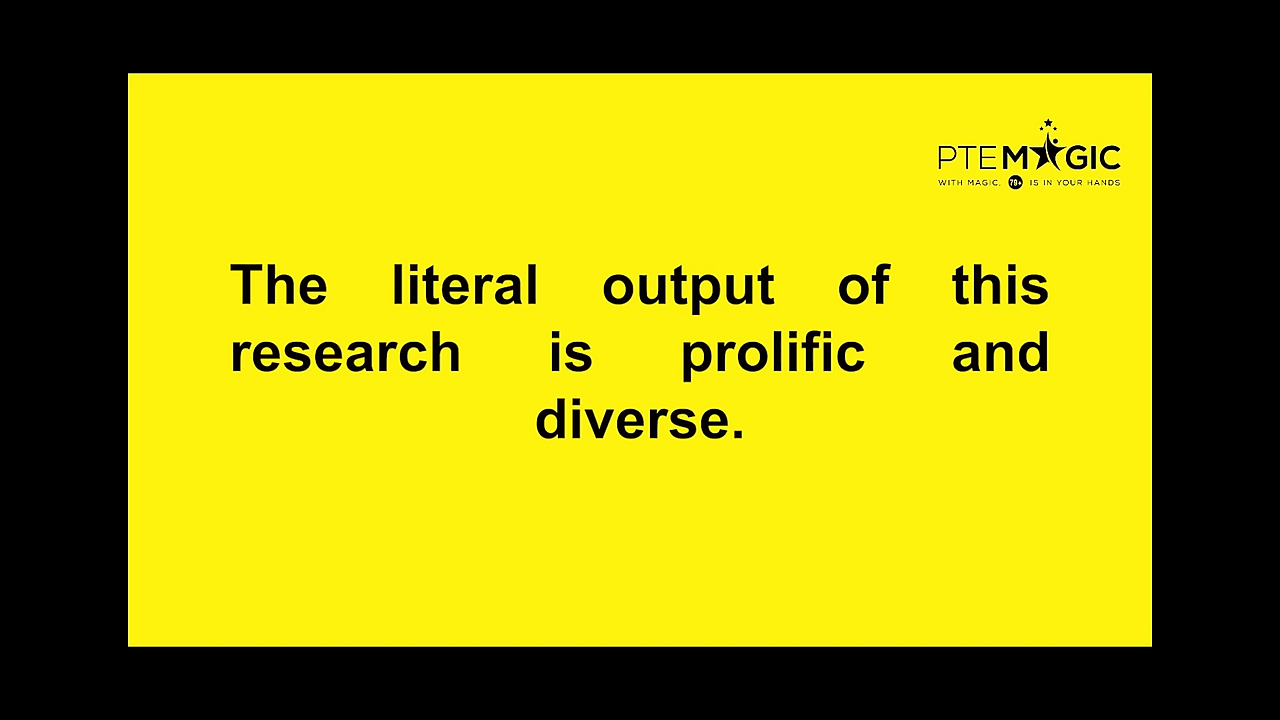 PTEMAGIC
WITH MAGIC, 79+ IS IN YOUR HANDS
The literal output of this
research is prolific and
diverse.